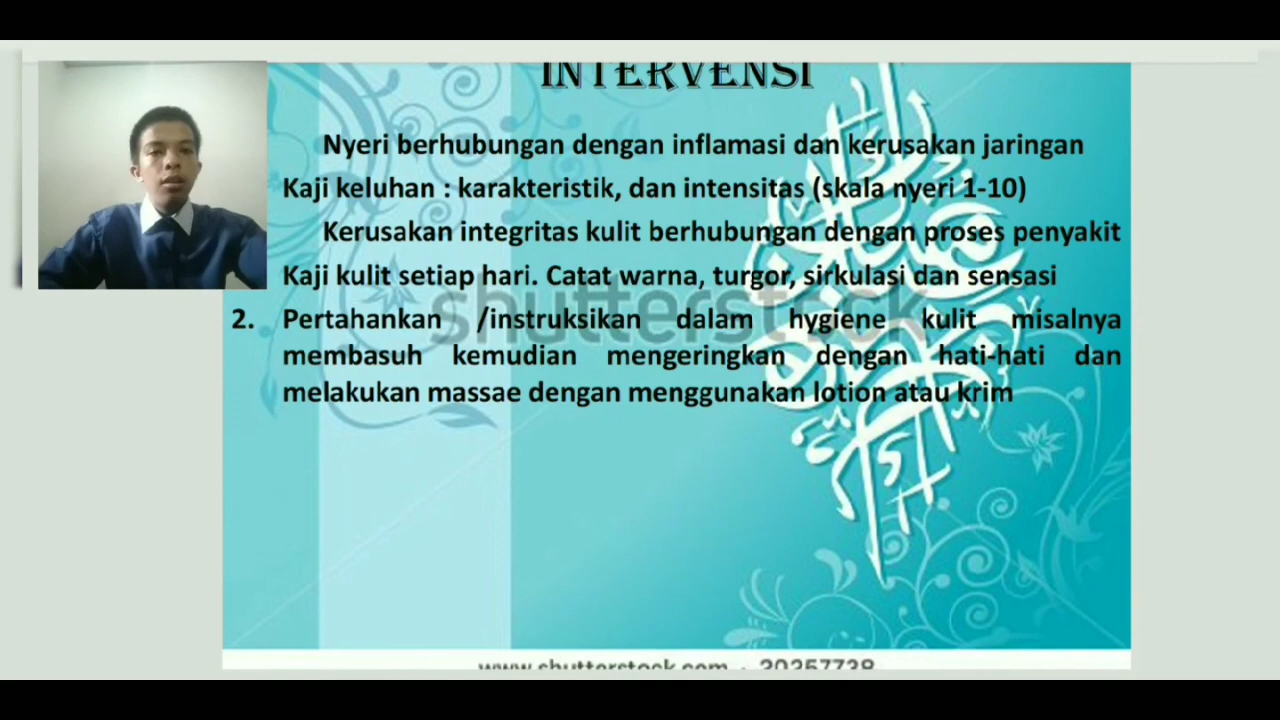 INTERVENSI
Nyeri berhubungan dengan inflamasi dan kerusakan jaringan
Kaji keluhan : karakteristik, dan intensitas (skala nyeri 1-10)
Kerusakan integritas kulit berhubungan dengan proses penyakit
Kaji kulit setiap hari. Catat warna, turgor, sirkulasi dan sensasi
2. Pertahankan /instruksikan dalam hygiene kulit misalnya
membasuh kemudian mengeringkan dengan hati-hati dan
melakukan massae dengan menggunakan lotion atau krim
shutterstock
www.shutterstock.com · 20257738